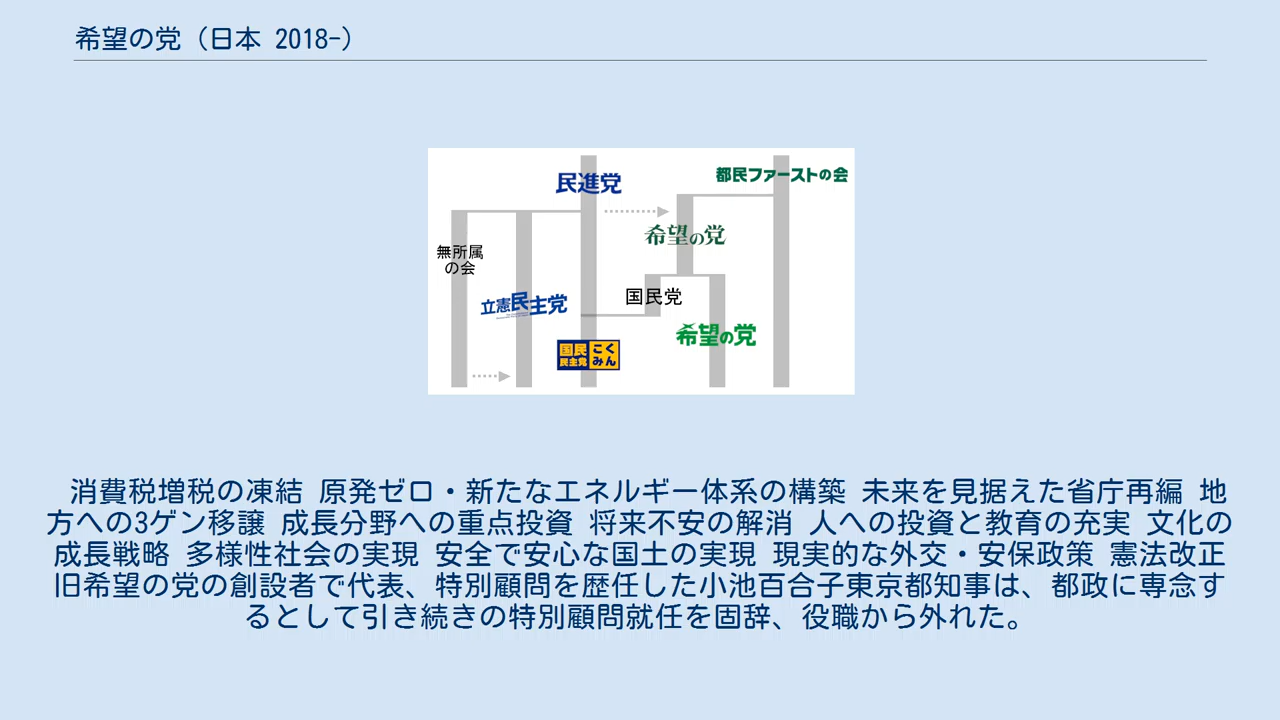 希望の党（日本 2018-）
民進党
都民ファーストの会
希望の党
無所属
の会
国民党
立憲民主党
希望の党
国民 こく
民主党 みん
消費税増税の凍結 原発ゼロ・新たなエネルギー体系の構築 未来を見据えた省庁再編 地
方への3ゲン移譲 成長分野への重点投資 将来不安の解消 人への投資と教育の充実 文化の
成長戦略 多様性社会の実現 安全で安心な国土の実現 現実的な外交・安保政策 憲法改正
旧希望の党の創設者で代表、特別顧問を歴任した小池百合子東京都知事は、都政に専念す
るとして引き続きの特別顧問就任を固辞、役職から外れた。